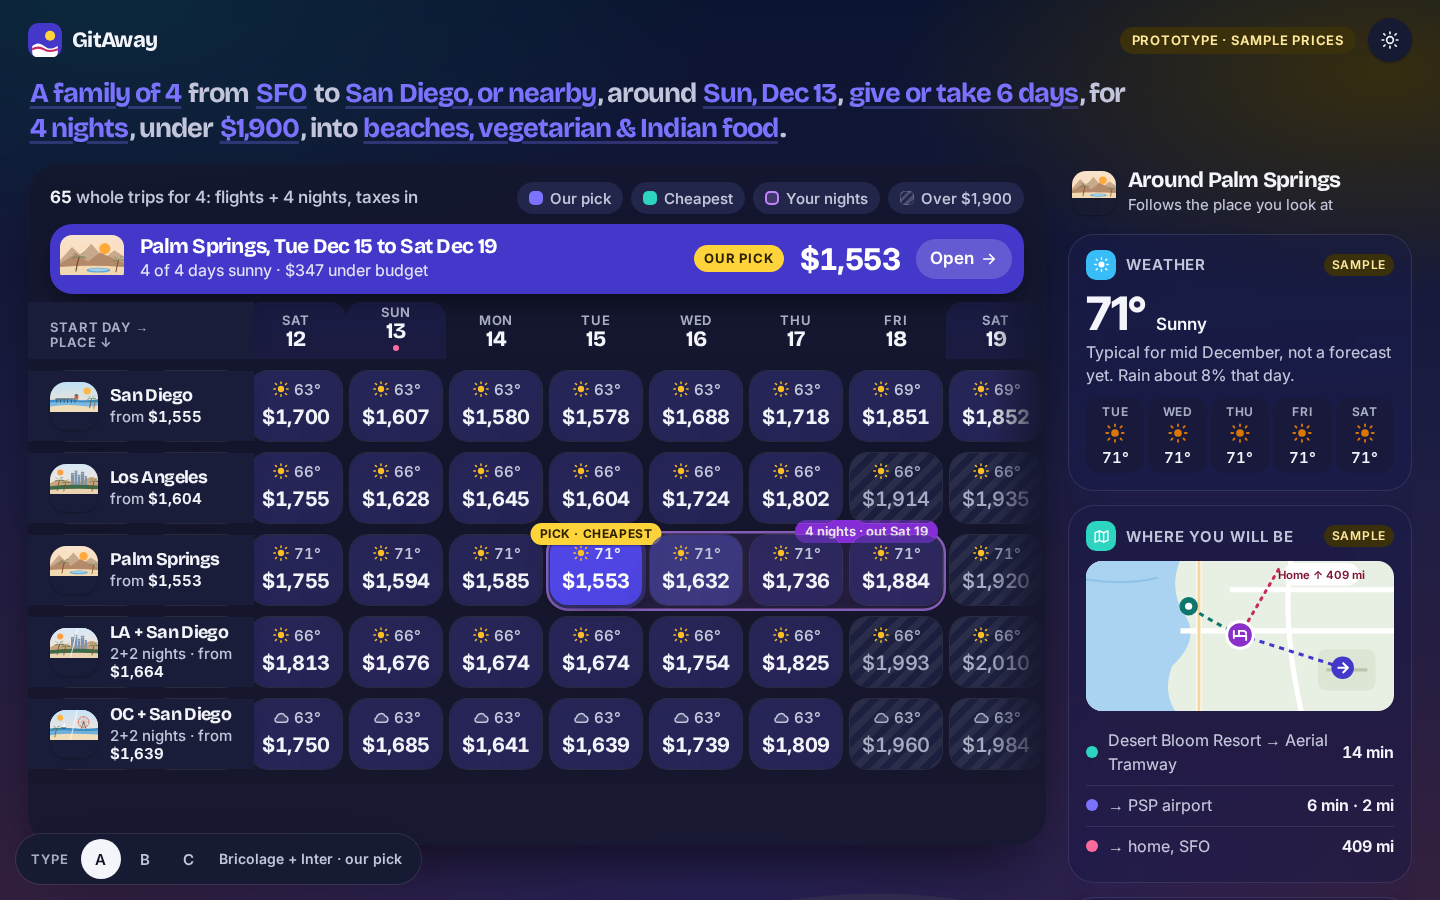 GitAway
PROTOTYPE · SAMPLE PRICES
A family of 4 from SFO to San Diego, or nearby, around Sun, Dec 13, give or take 6 days, for
4 nights, under $1,900, into beaches, vegetarian & Indian food.
65 whole trips for 4: flights + 4 nights, taxes in
Our pick
Cheapest
Your nights
Over $1,900
Palm Springs, Tue Dec 15 to Sat Dec 19
4 of 4 days sunny · $347 under budget
OUR PICK
$1,553
Open →
START DAY →
PLACE ↓
SAT 12
SUN 13
MON 14
TUE 15
WED 16
THU 17
FRI 18
SAT 19
San Diego
from $1,555
63° 63° 63° 63° 63° 63° 69° 69°
$1,700 $1,607 $1,580 $1,578 $1,688 $1,718 $1,851 $1,852
Los Angeles
from $1,604
66° 66° 66° 66° 66° 66° 66° 66°
$1,755 $1,628 $1,645 $1,604 $1,724 $1,802 $1,914 $1,935
PICK · CHEAPEST
4 nights · out Sat 19
Palm Springs
from $1,553
71° 71° 71° 71° 71° 71° 71° 71°
$1,755 $1,594 $1,585 $1,553 $1,632 $1,736 $1,884 $1,920
LA + San Diego
2+2 nights · from
$1,664
66° 66° 66° 66° 66° 66° 66° 66°
$1,813 $1,676 $1,674 $1,674 $1,754 $1,825 $1,993 $2,010
OC + San Diego
2+2 nights · from
$1,639
63° 63° 63° 63° 63° 63° 63° 63°
$1,750 $1,685 $1,641 $1,639 $1,739 $1,809 $1,960 $1,984
TYPE A B C Bricolage + Inter · our pick
Around Palm Springs
Follows the place you look at
WEATHER
SAMPLE
71° Sunny
Typical for mid December, not a forecast
yet. Rain about 8% that day.
TUE WED THU FRI SAT
71° 71° 71° 71° 71°
WHERE YOU WILL BE
SAMPLE
Home ↑ 409 mi
Desert Bloom Resort → Aerial
Tramway
14 min
→ PSP airport
6 min · 2 mi
→ home, SFO
409 mi